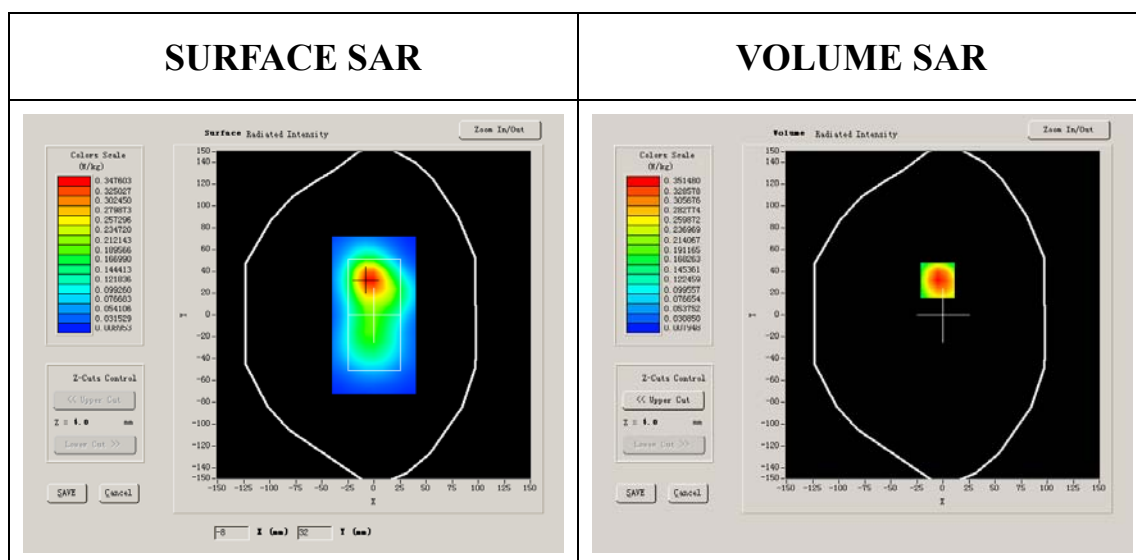 SURFACE SAR
VOLUME SAR
Surface Radiated Intensity
Zoom In/Out
Colors Scale
(W/kg)
0.347603
0.325027
0.302450
0.279873
0.257296
0.234720
0.212143
0.189566
0.166990
0.144413
0.121836
0.099260
0.076683
0.054106
0.031529
0.008953
150
140
120
100
80
60
40
20
0
-20
-40
-60
-80
-100
-120
-140
-150
Y
-150 -125 -100 -75 -50 -25 0 25 50 75 100 125 150
X
Z-Cuts Control
<< Upper Cut
Z = 4.0 mm
Lower Cut >>
SAVE Cancel
-8 X (mm) 32 Y (mm)
Volume Radiated Intensity
Zoom In/Out
Colors Scale
(W/kg)
0.351480
0.328578
0.305676
0.282774
0.259872
0.236969
0.214067
0.191165
0.168263
0.145361
0.122459
0.099557
0.076654
0.053752
0.030850
0.007948
150
140
120
100
80
60
40
20
0
-20
-40
-60
-80
-100
-120
-140
-150
Y
-150 -125 -100 -75 -50 -25 0 25 50 75 100 125 150
X
Z-Cuts Control
<< Upper Cut
Z = 4.0 mm
Lower Cut >>
SAVE Cancel